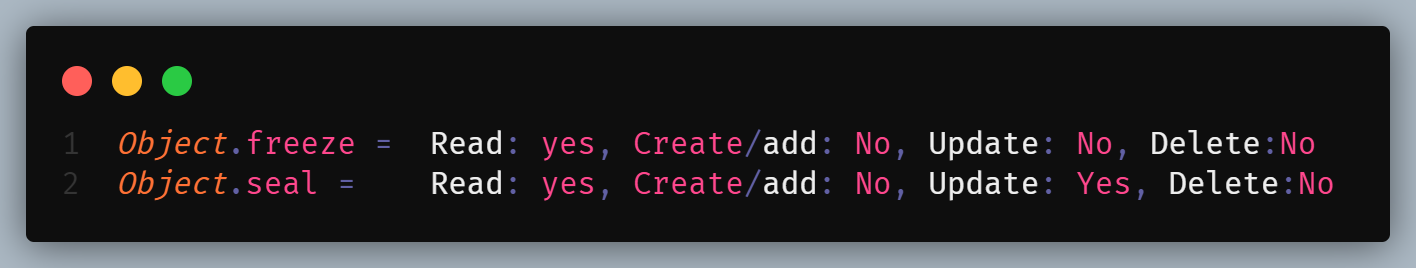 1 Object.freeze = Read: yes, Create/add: No, Update: No, Delete:No
2 Object.seal = Read: yes, Create/add: No, Update: Yes, Delete:No